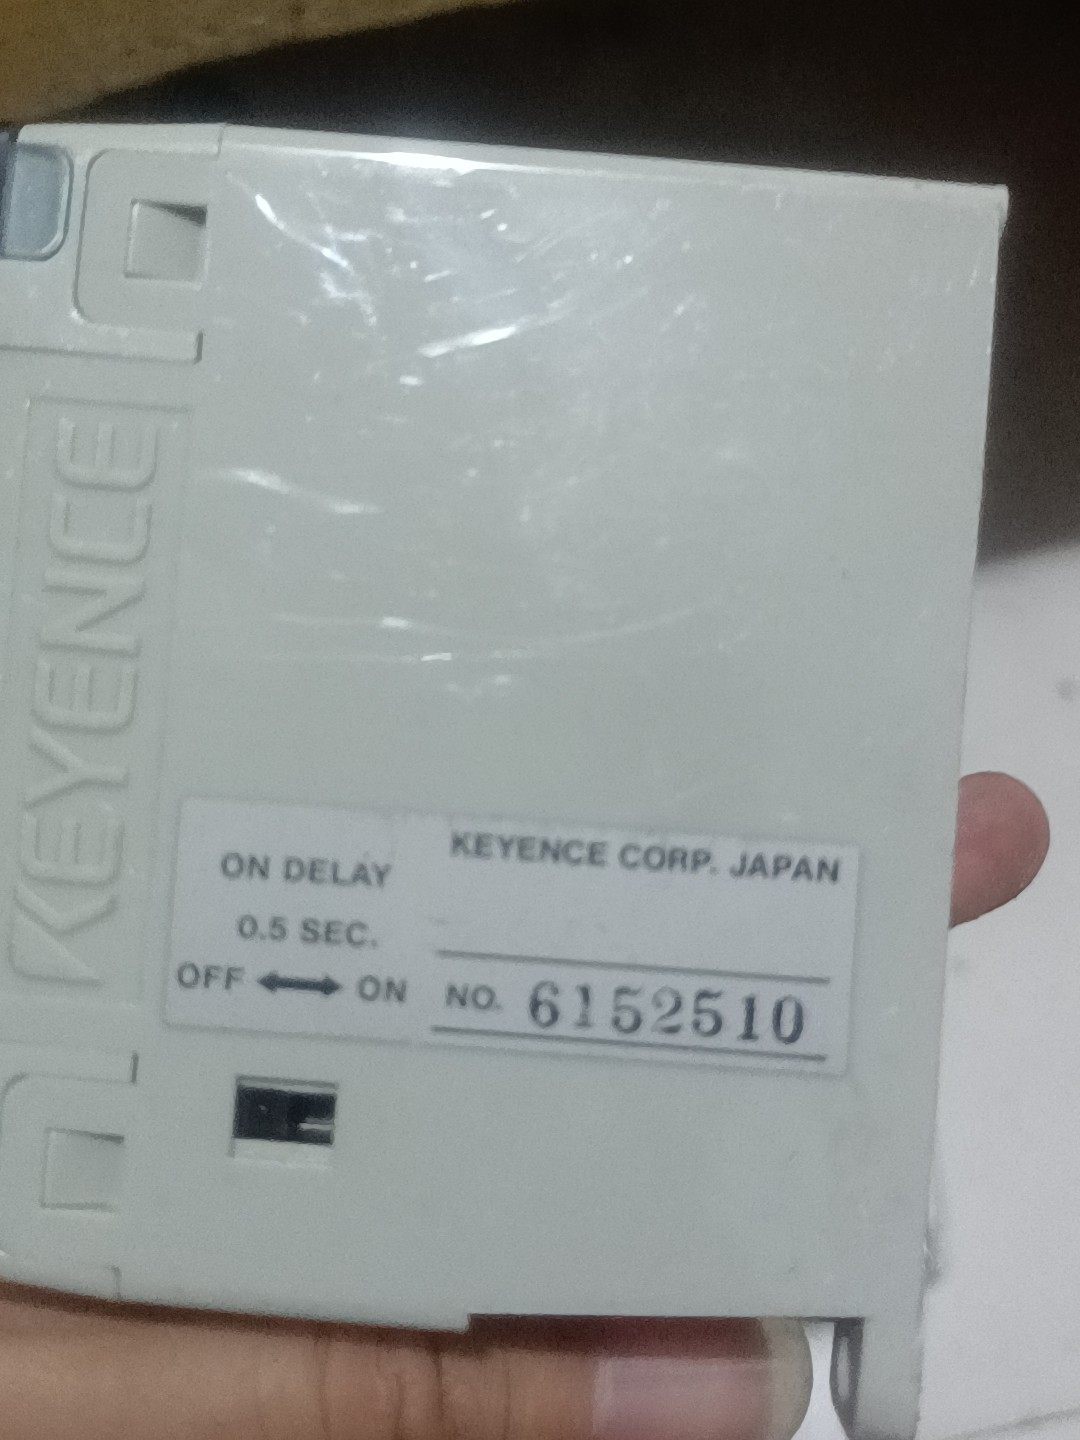 KEYENCE
ON DELAY
0.5 SEC.
OFF ⟷ ON
KEYENCE CORP. JAPAN
NO. 6152510